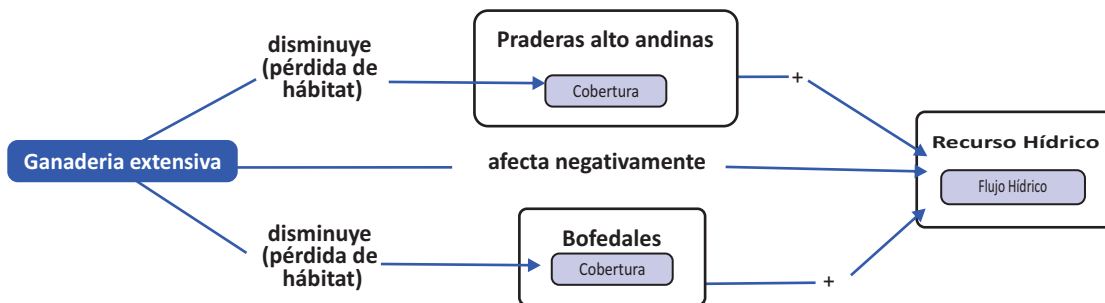 disminuye
(pérdida de
hábitat)
Praderas alto andinas
Cobertura
+
Ganaderia extensiva
afecta negativamente
Recurso Hídrico
Flujo Hídrico
disminuye
(pérdida de
hábitat)
Bofedales
Cobertura
+